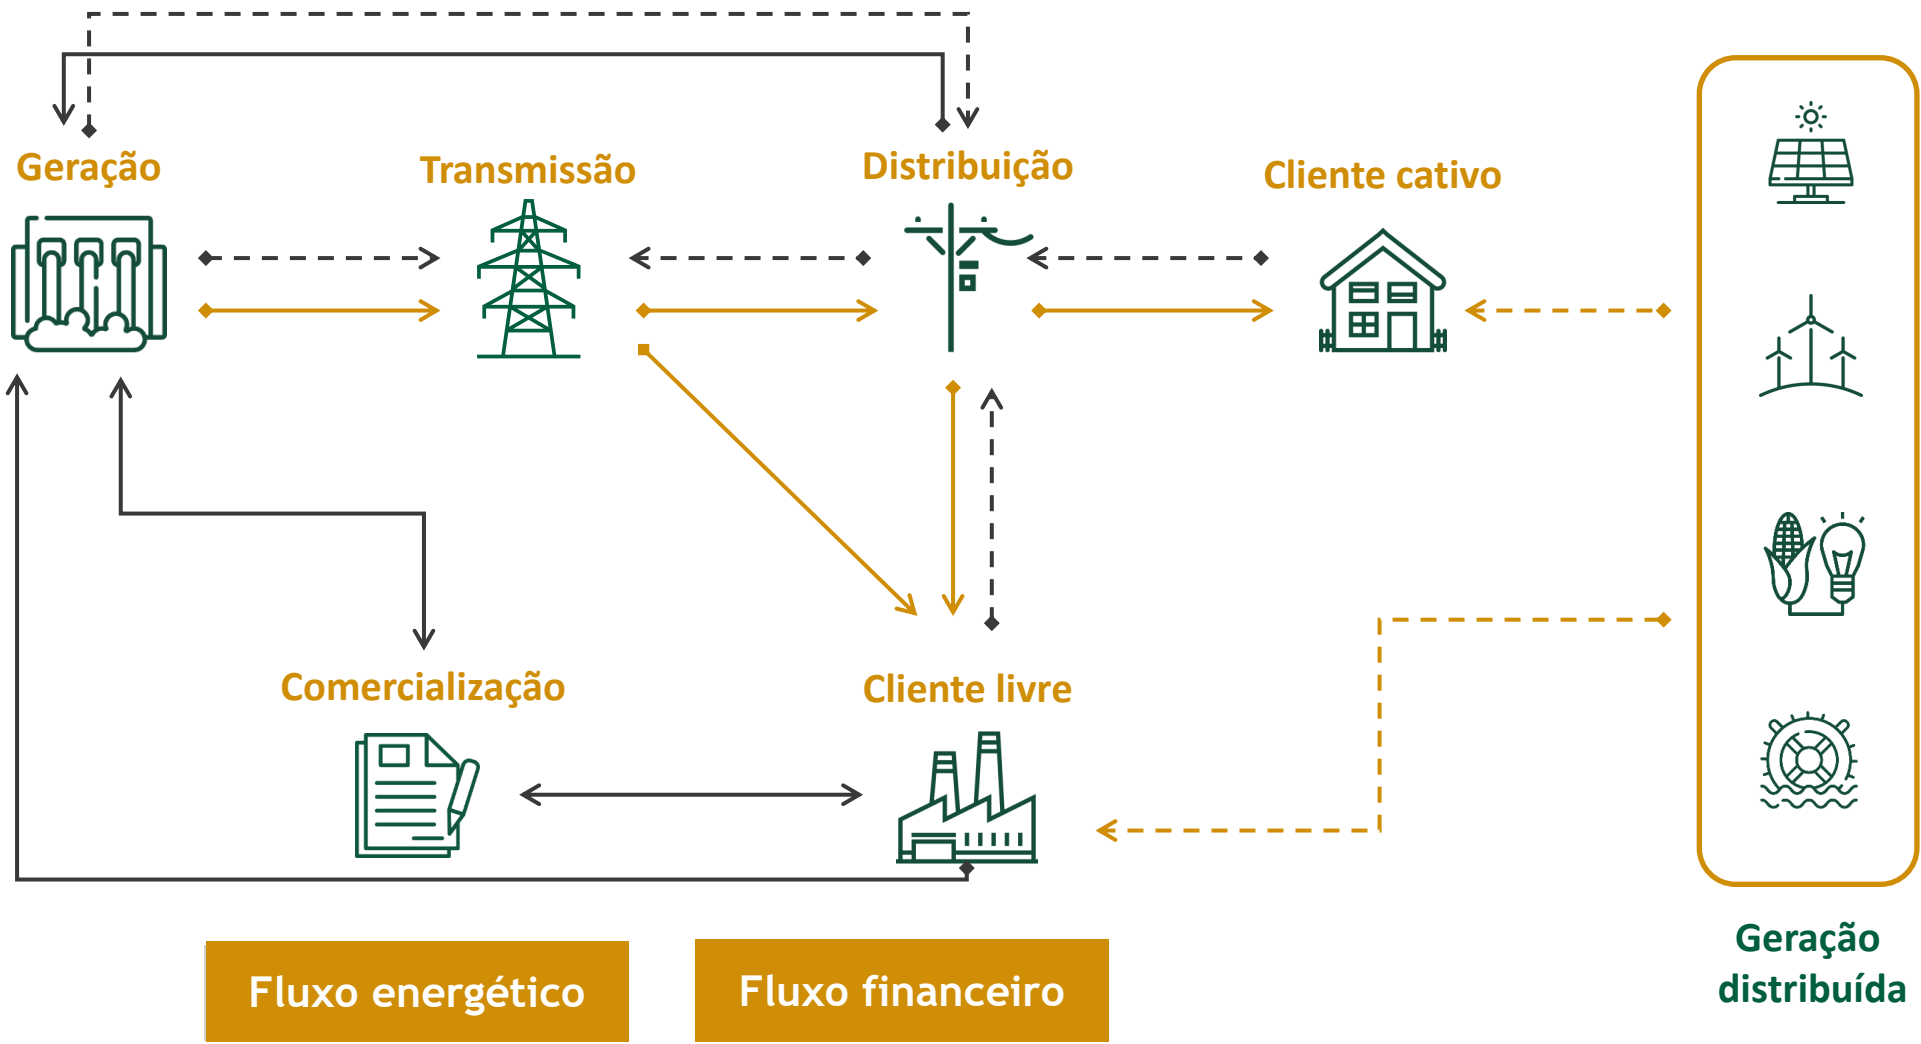 Geração
Transmissão
Distribuição
Cliente cativo
Comercialização
Cliente livre
Geração
distribuída
Fluxo energético
Fluxo financeiro